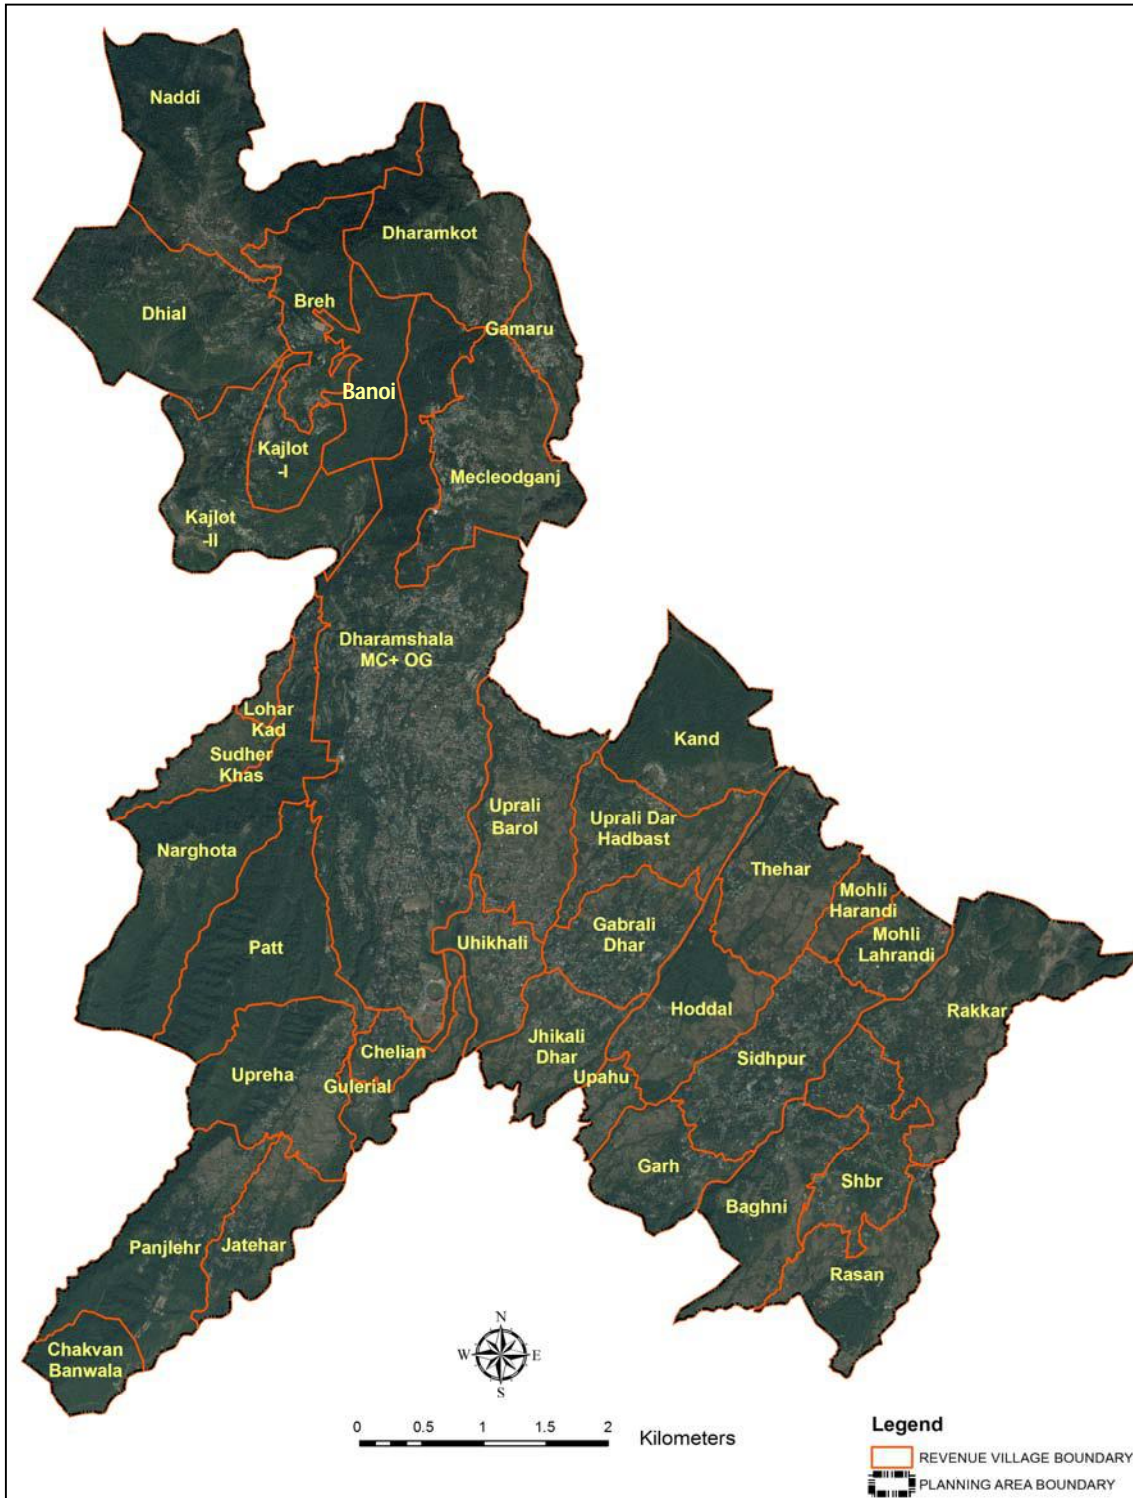 Naddi
Dharamkot
Breh
Dhial
Gamaru
Banoi
Kajlot
-I
Mecleodganj
Kajlot
-II
Dharamshala
MC+ OG
Lohar
Kad
Sudher
Khas
Kand
Uprali
Barol
Uprali Dar
Hadbast
Narghota
Thehar
Mohli
Harandi
Mohli
Lahrandi
Gabrali
Dhar
Uhikhali
Patt
Hoddal
Rakkar
Jhikali
Dhar
Sidhpur
Chelian
Upreha
Gulerial
Upahu
Garh
Shbr
Baghni
Panjlehr
Jatehar
Rasan
Chakvan
Banwala
N
W
E
S
0 0.5 1 1.5 2
Kilometers
Legend
REVENUE VILLAGE BOUNDARY
PLANNING AREA BOUNDARY